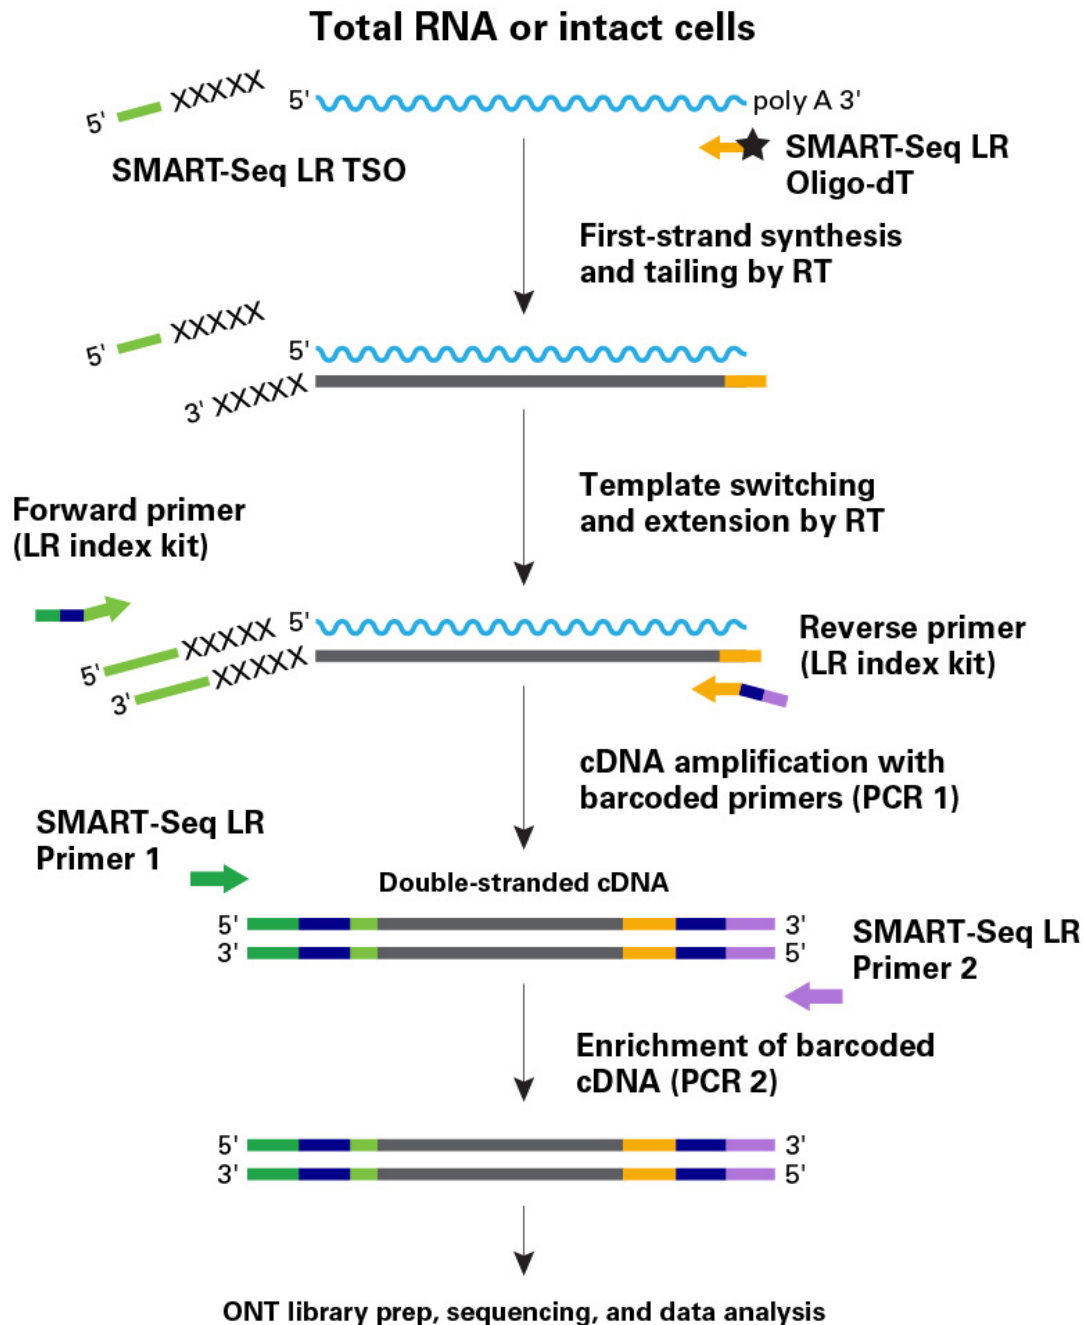 Total RNA or intact cells
5' XXXXX
5' poly A 3'
SMART-Seq LR TSO
SMART-Seq LR
Oligo-dT
First-strand synthesis
and tailing by RT
5' XXXXX
5'
3' XXXXX
Template switching
and extension by RT
Forward primer
(LR index kit)
5' XXXXX
5'
3' XXXXX
Reverse primer
(LR index kit)
cDNA amplification with
barcoded primers (PCR 1)
SMART-Seq LR
Primer 1
Double-stranded cDNA
5' 3'
3' 5'
SMART-Seq LR
Primer 2
Enrichment of barcoded
cDNA (PCR 2)
5' 3'
3' 5'
ONT library prep, sequencing, and data analysis